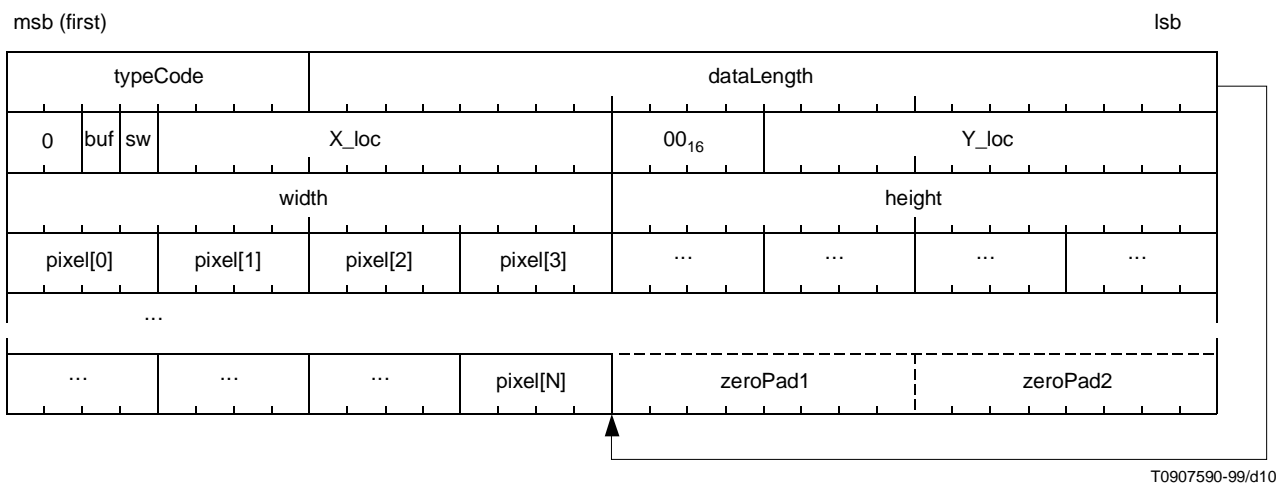 msb (first) lsb
typeCode dataLength
0 buf sw X_loc 00₁₆ Y_loc
width height
pixel[0] pixel[1] pixel[2] pixel[3] ... ... ... ...
...
... ... ... pixel[N] zeroPad1 zeroPad2
T0907590-99/d10